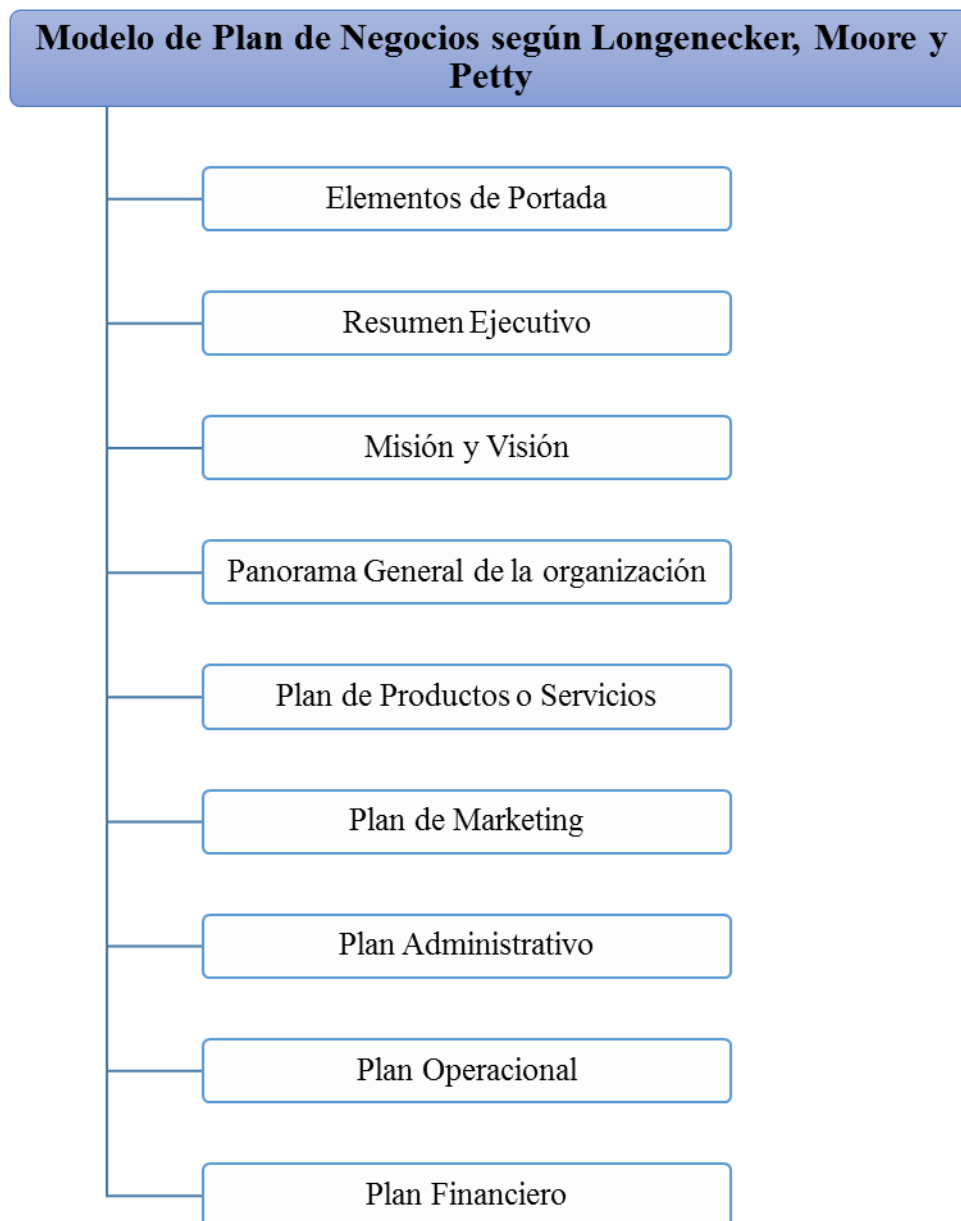 Modelo de Plan de Negocios según Longenecker, Moore y
Petty
Elementos de Portada
Resumen Ejecutivo
Misión y Visión
Panorama General de la organización
Plan de Productos o Servicios
Plan de Marketing
Plan Administrativo
Plan Operacional
Plan Financiero